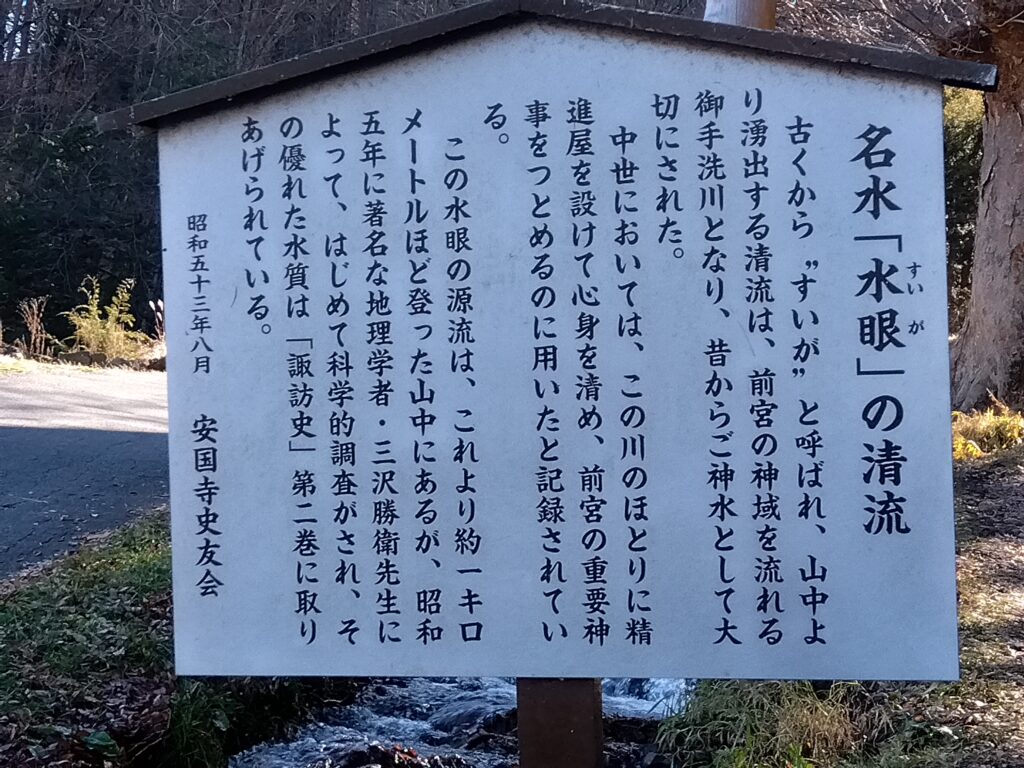 名水「水眼」の清流
すいが
古くから〝すいが〟と呼ばれ、山中よ
り湧出する清流は、前宮の神域を流れる
御手洗川となり、昔からご神水として大
切にされた。
中世においては、この川のほとりに精
進屋を設けて心身を清め、前宮の重要神
事をつとめるのに用いたと記録されてい
る。
この水眼の源流は、これより約一キロ
メートルほど登った山中にあるが、昭和
五年に著名な地理学者・三沢勝衛先生に
よって、はじめて科学的調査がされ、そ
の優れた水質は「諏訪史」第二巻に取り
あげられている。
昭和五十三年八月 安国寺史友会